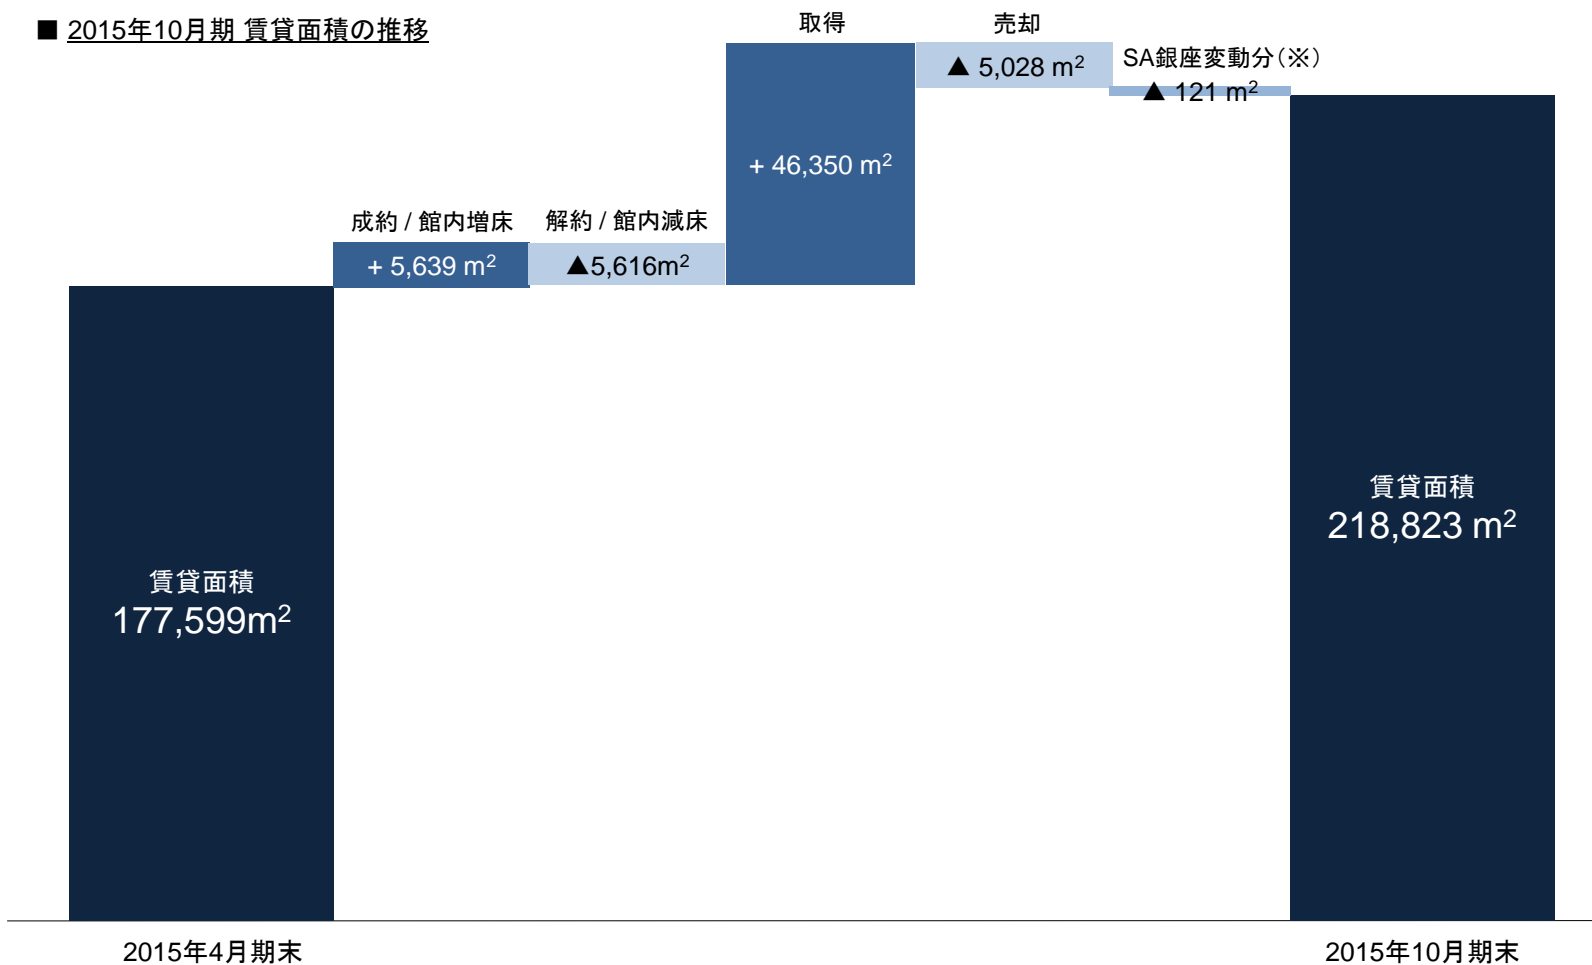 ■ 2015年10月期 賃貸面積の推移
取得
売却
SA銀座変動分(※)
▲ 5,028 m²
▲ 121 m²
+ 46,350 m²
成約 / 館内増床
解約 / 館内減床
+ 5,639 m²
▲5,616m²
賃貸面積
218,823 m²
賃貸面積
177,599m²
2015年4月期末
2015年10月期末